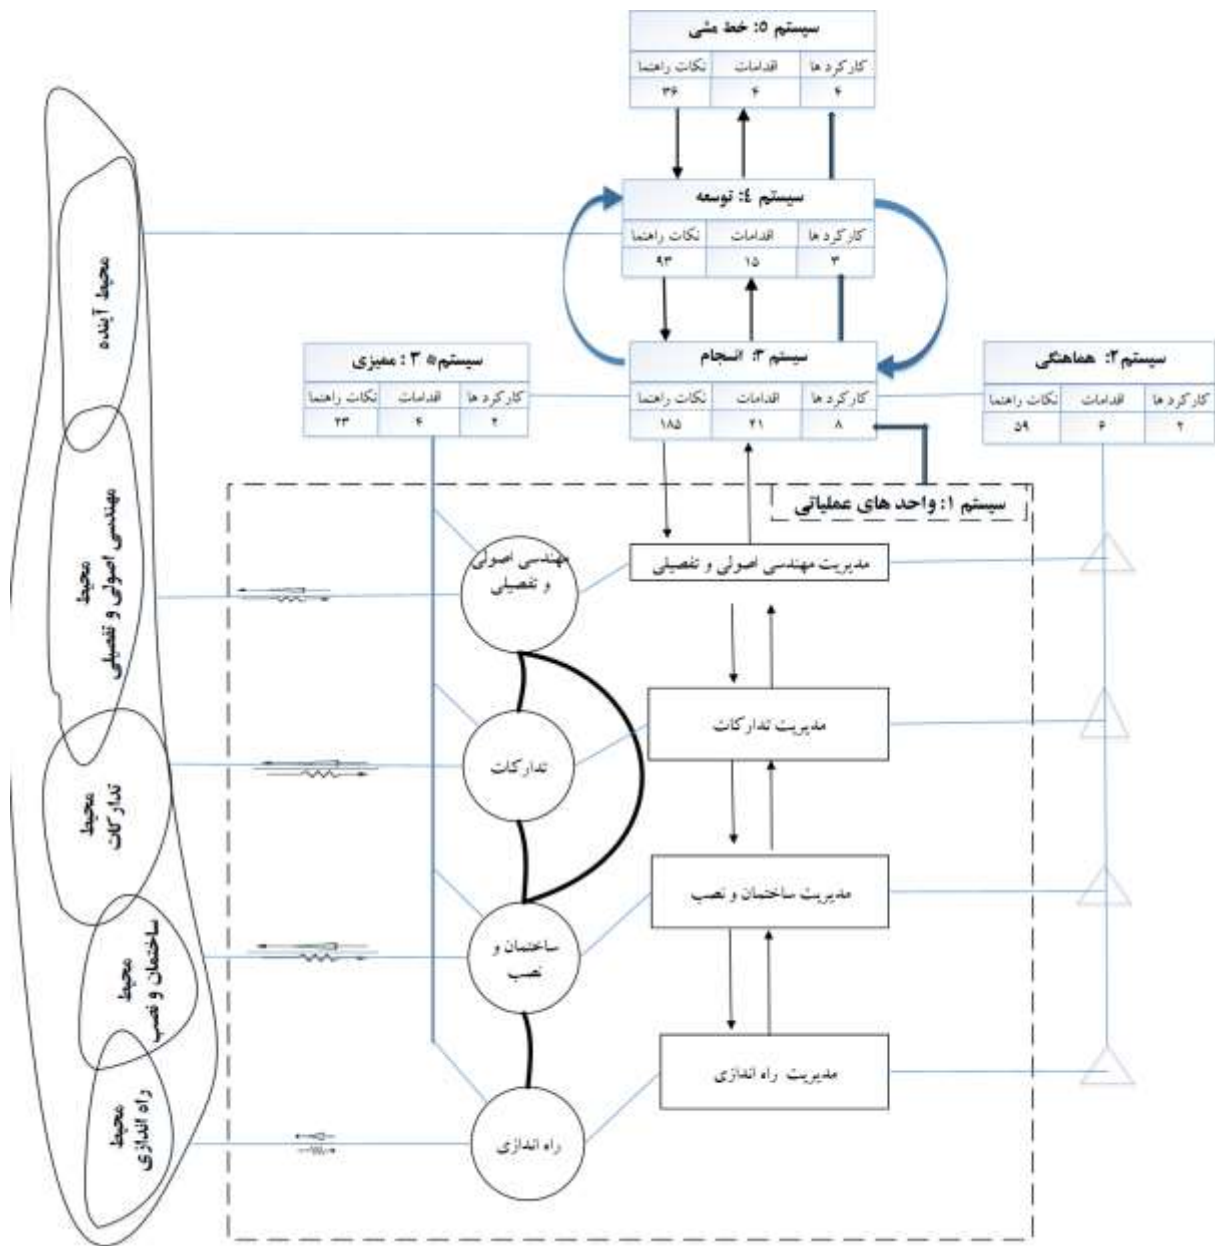 سیستم ۵: خط مشی
کارکرد ها اقدامات نکات راهنما
۴ ۴ ۳۶
سیستم ٤: توسعه
کارکرد ها اقدامات نکات راهنما
۳ ۱۵ ۹۳
سیستم ۳: انسجام
کارکرد ها اقدامات نکات راهنما
۸ ۲۱ ۱۸۵
سیستم ۲: هماهنگی
کارکرد ها اقدامات نکات راهنما
۲ ۶ ۵۹
سیستم* ۳ : ممیزی
کارکرد ها اقدامات نکات راهنما
۲ ۴ ۲۳
سیستم ۱: واحد های عملیاتی
مدیریت مهندسی اصولی و تفصیلی
مدیریت تدارکات
مدیریت ساختمان و نصب
مدیریت راه اندازی
مهندسی اصولی
و تفصیلی
تدارکات
ساختمان و
نصب
راه اندازی
محیط آینده
محیط
مهندسی اصولی و تفصیلی
محیط
تدارکات
محیط
ساختمان و نصب
محیط
راه اندازی